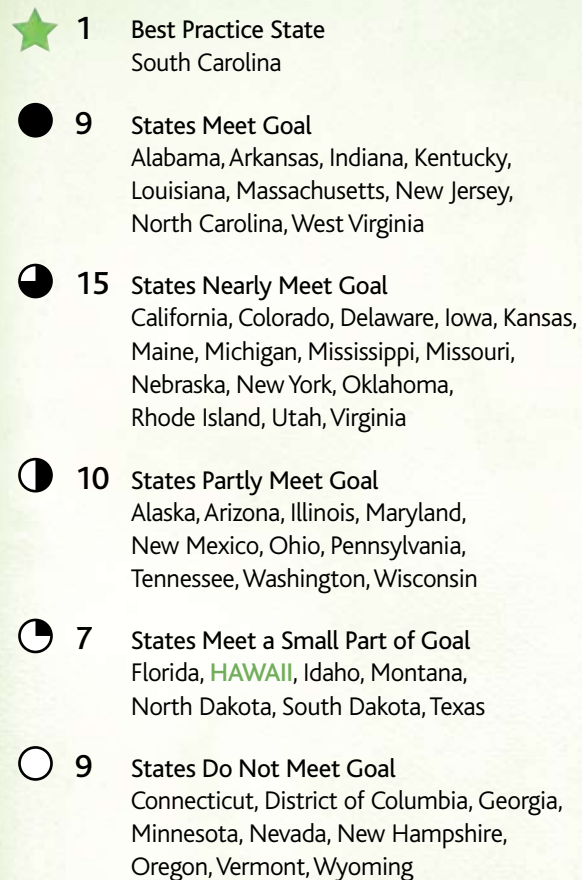 1 Best Practice State
South Carolina
9 States Meet Goal
Alabama, Arkansas, Indiana, Kentucky,
Louisiana, Massachusetts, New Jersey,
North Carolina, West Virginia
15 States Nearly Meet Goal
California, Colorado, Delaware, Iowa, Kansas,
Maine, Michigan, Mississippi, Missouri,
Nebraska, New York, Oklahoma,
Rhode Island, Utah, Virginia
10 States Partly Meet Goal
Alaska, Arizona, Illinois, Maryland,
New Mexico, Ohio, Pennsylvania,
Tennessee, Washington, Wisconsin
7 States Meet a Small Part of Goal
Florida, HAWAII, Idaho, Montana,
North Dakota, South Dakota, Texas
9 States Do Not Meet Goal
Connecticut, District of Columbia, Georgia,
Minnesota, Nevada, New Hampshire,
Oregon, Vermont, Wyoming